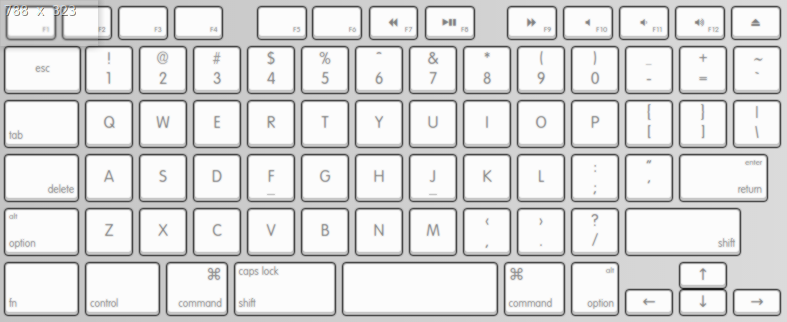 788 x 323
F1 F2 F3 F4 F5 F6 F7 F8 F9 F10 F11 F12
esc ! 1 @ 2 # 3 $ 4 % 5 ^ 6 & 7 * 8 ( 9 ) 0 _ - + = ~ `
tab Q W E R T Y U I O P { [ } ] | \
delete A S D F G H J K L : ; " ' enter return
alt option Z X C V B N M < , > . ? / shift
fn control ⌘ command caps lock shift ⌘ command alt option ← ↑ ↓ →